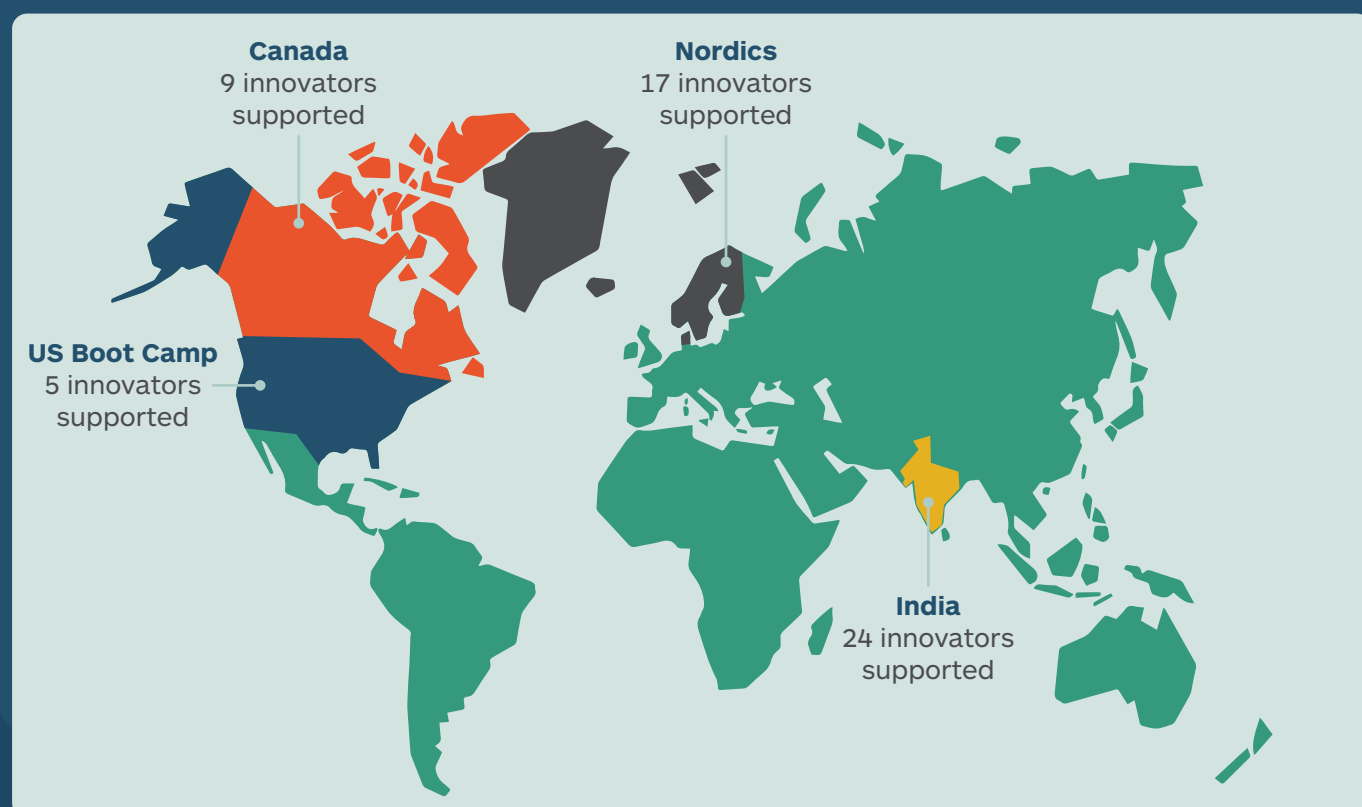 Canada
9 innovators
supported
Nordics
17 innovators
supported
US Boot Camp
5 innovators
supported
India
24 innovators
supported